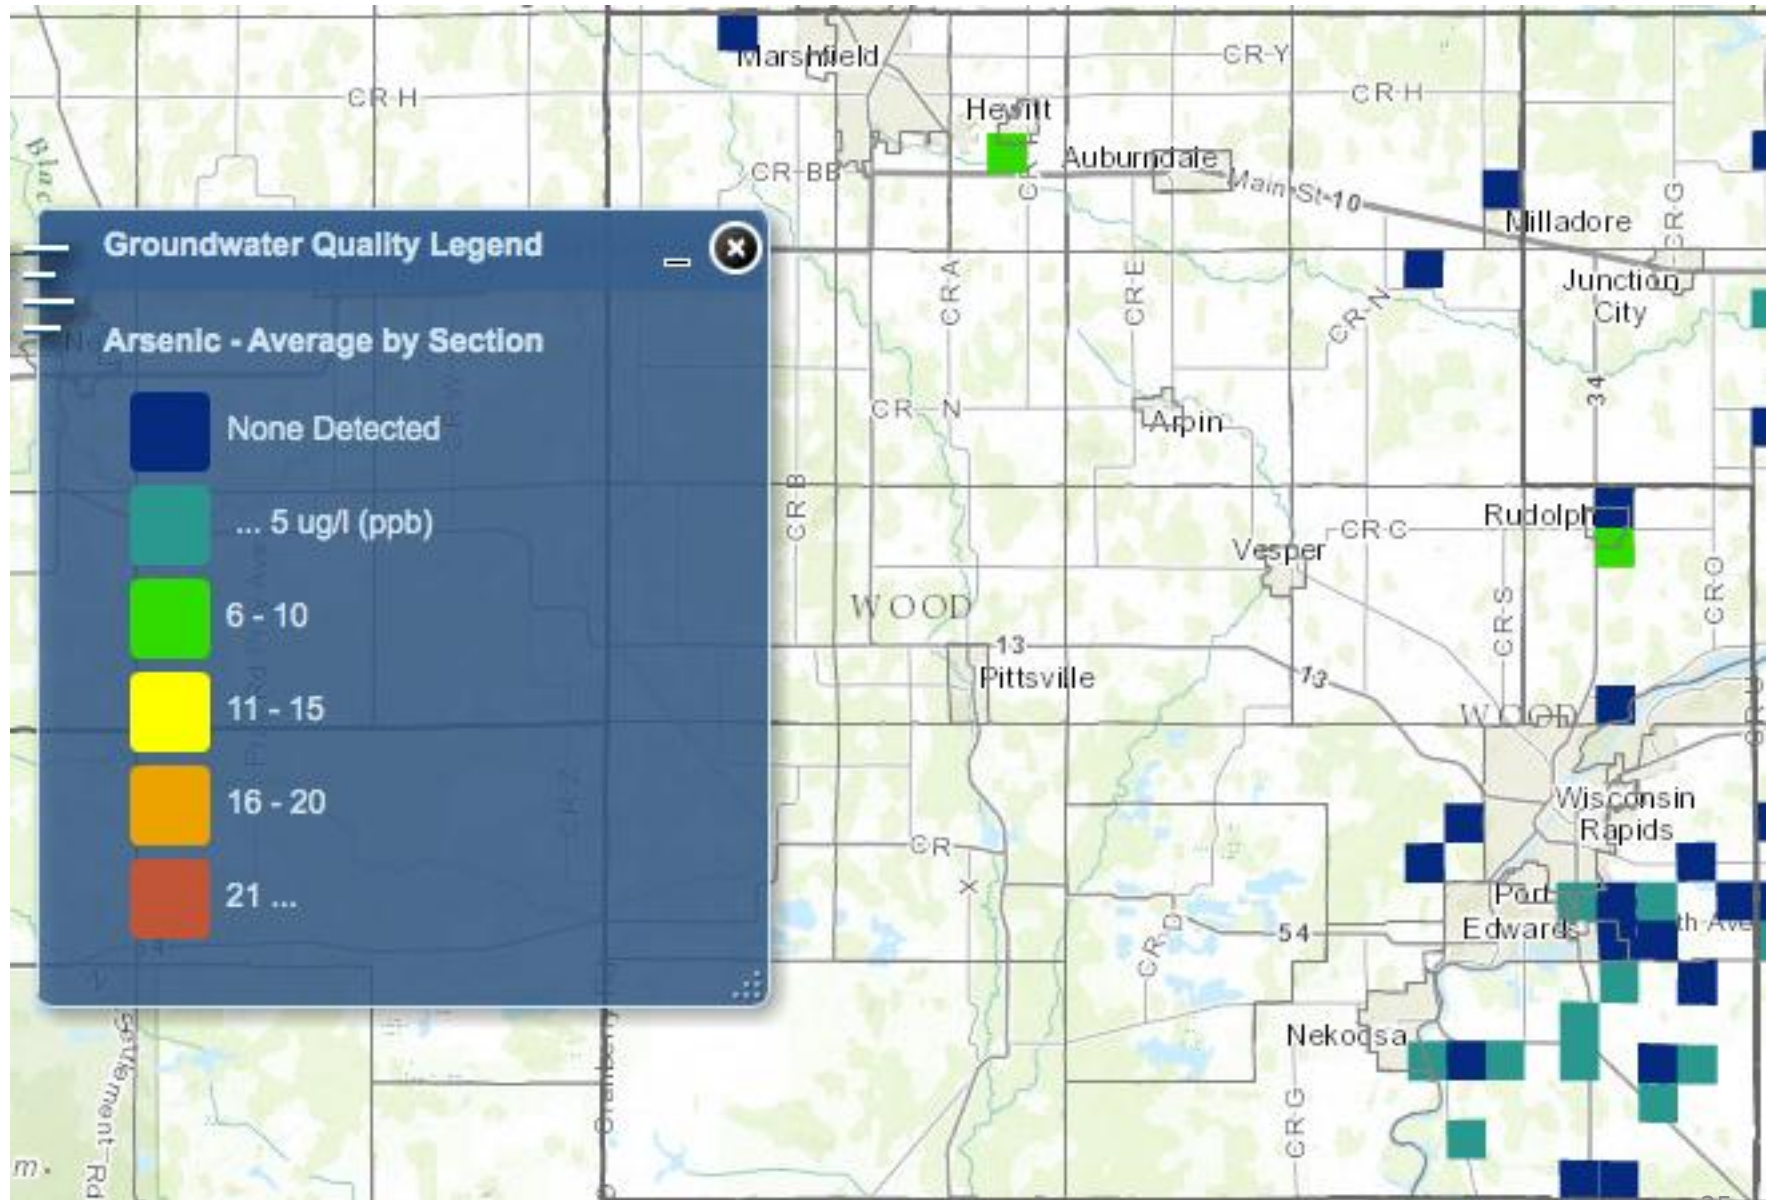 Marshfield
CR-Y
CR H
CR H
Hewitt
CR-BB
Auburndale
Main-St-10
Milladore
CR-G
Junction
City
Groundwater Quality Legend
Arsenic - Average by Section
None Detected
... 5 ug/l (ppb)
6 - 10
11 - 15
16 - 20
21 ...
CR-A
CR-E
CR-N
34
CR-N
Arpin
CR-B
Rudolph
CR-C
Vesper
CR-S
CR-O
WOOD
13
Pittsville
13
WOOD
Wisconsin
Rapids
CR
X
Port
Edwards
th-Ave
CR-D
54
Nekoosa
CR-G